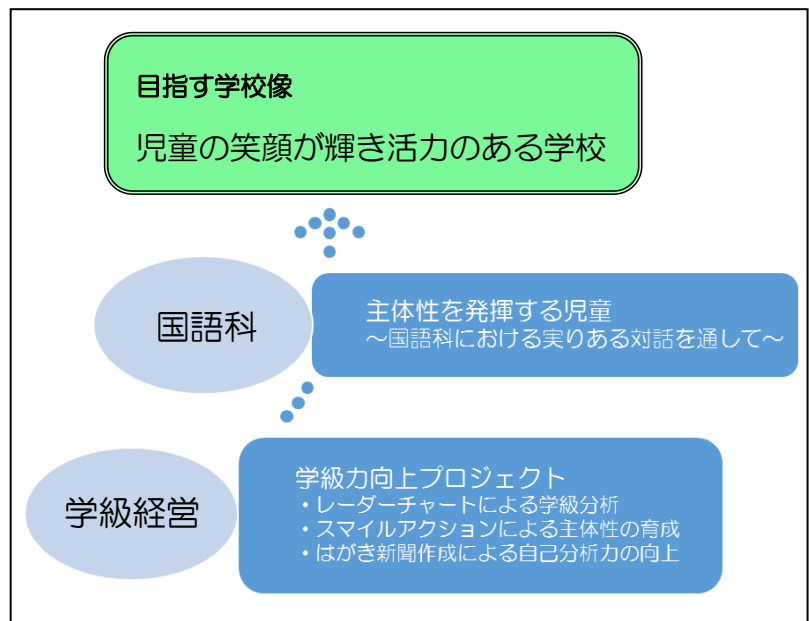 目指す学校像
児童の笑顔が輝き活力のある学校
国語科
主体性を発揮する児童
～国語科における実りある対話を通して～
学級経営
学級力向上プロジェクト
・レーダーチャートによる学級分析
・スマイルアクションによる主体性の育成
・はがき新聞作成による自己分析力の向上